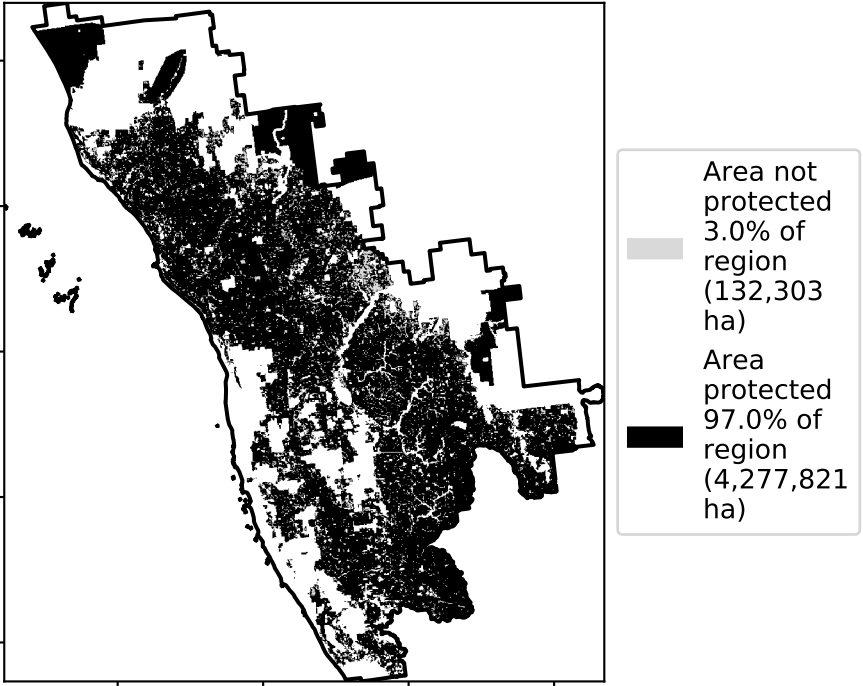 Area not
protected
3.0% of
region
(132,303
ha)
Area
protected
97.0% of
region
(4,277,821
ha)